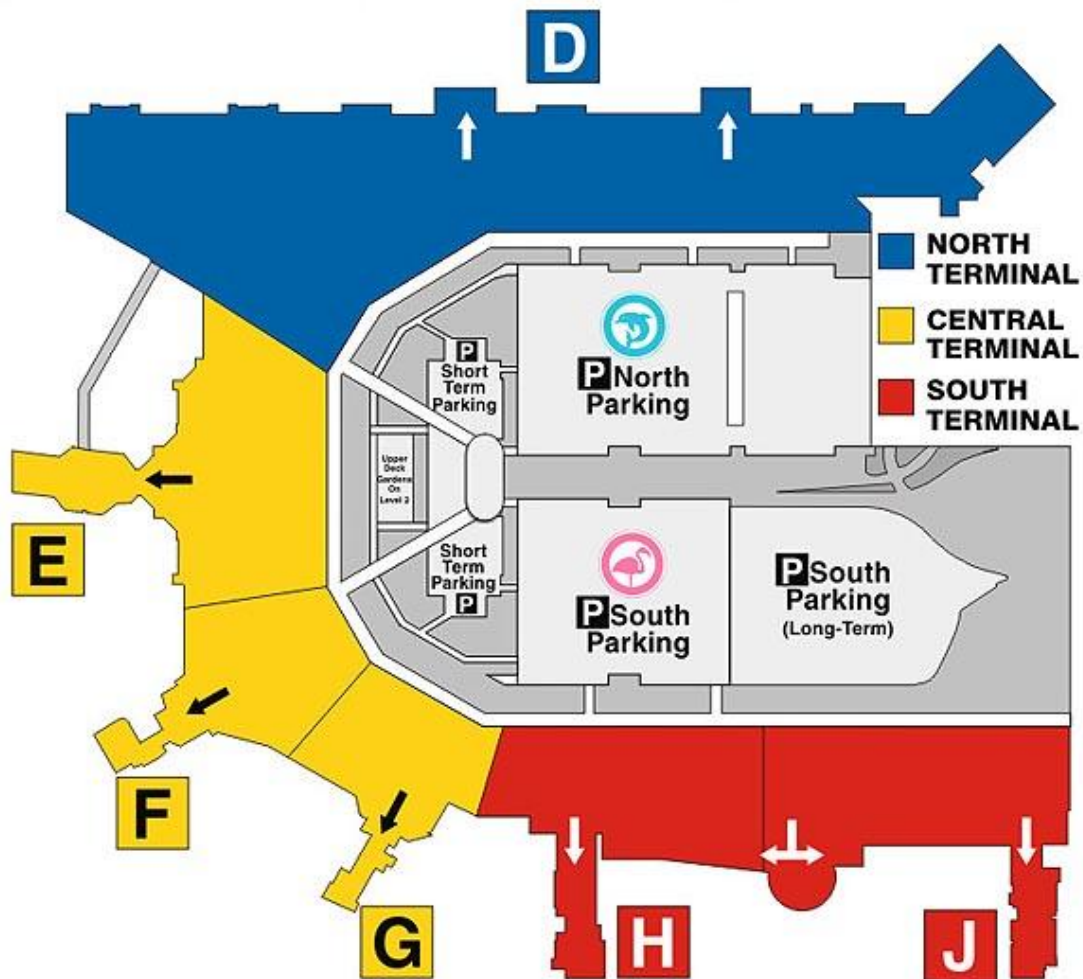 D
NORTH
TERMINAL
CENTRAL
TERMINAL
SOUTH
TERMINAL
P
Short
Term
Parking
P North
Parking
Upper
Deck
Gardens
On
Level 2
E
Short
Term
Parking
P
P South
Parking
P South
Parking
(Long-Term)
F
G
H
J